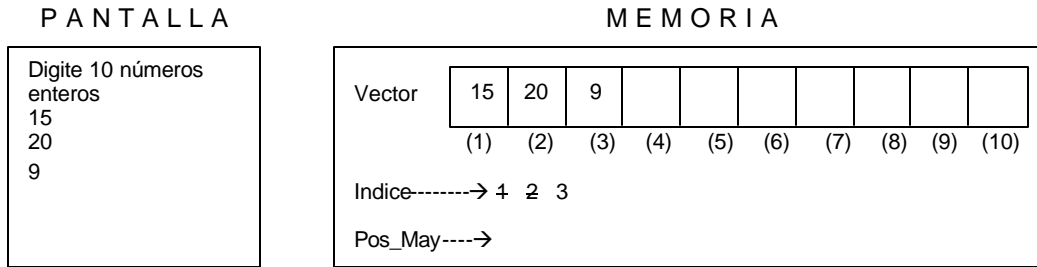 P A N T A L L A
M E M O R I A
Digite 10 números
enteros
15
20
9
Vector 15 20 9
(1) (2) (3) (4) (5) (6) (7) (8) (9) (10)
Indice--------→ 1 2 3
Pos_May----→